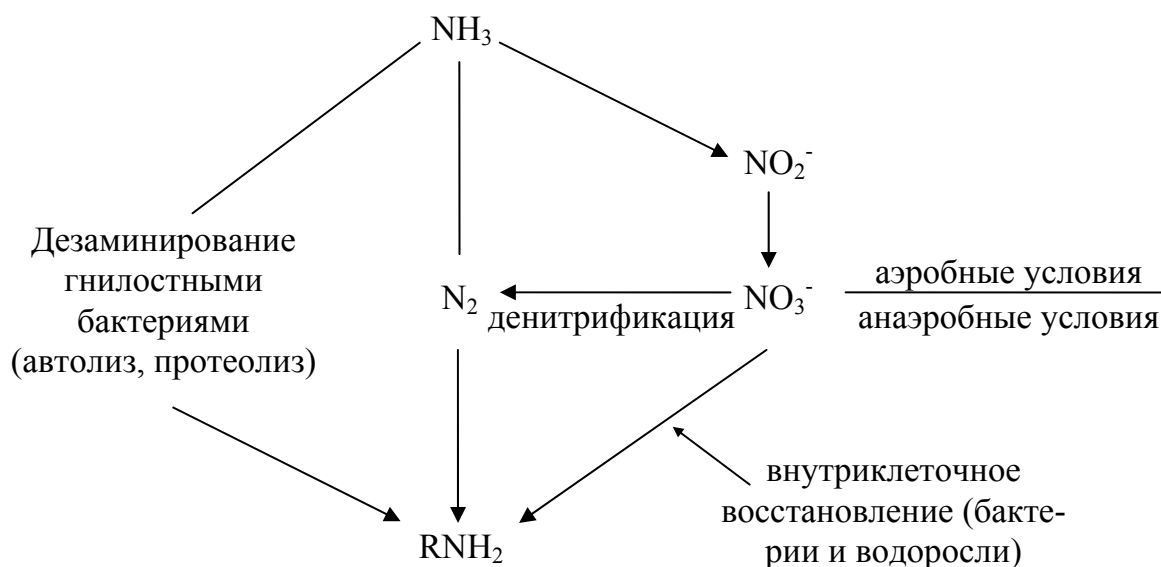 NH₃
NO₂⁻
Дезаминирование
гнилостными
бактериями
(автолиз, протеолиз)
N₂
денитрификация
NO₃⁻
аэробные условия
анаэробные условия
внутриклеточное
восстановление (бакте-
рии и водоросли)
RNH₂